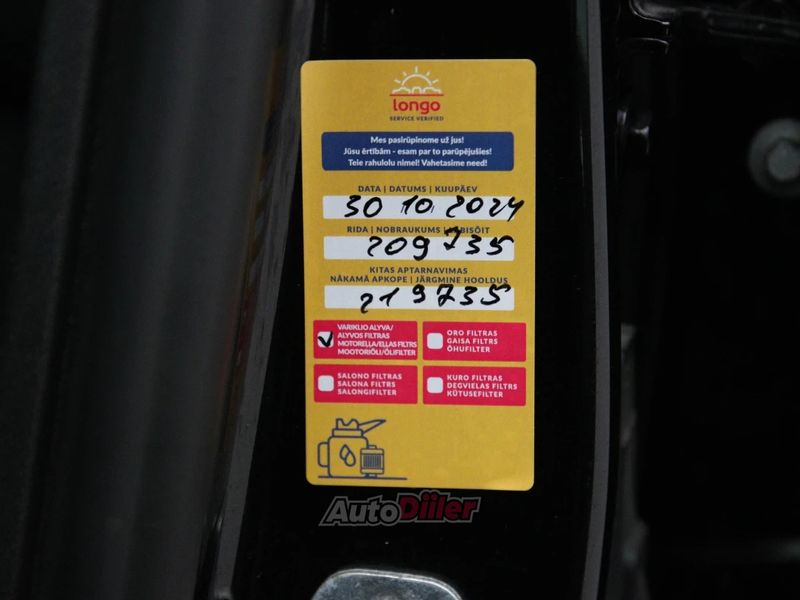 longo
SERVICE VERIFIED
Mes pasirūpinome už jus!
Jūsu ērtībām - esam par to parūpējušies!
Teie rahulolu nimel! Vahetasime need!
DATA | DATUMS | KUUPÄEV
30 10. 2024
RIDA | NOBRAUKUMS | LÄBISÕIT
209735
KITAS APTARNAVIMAS
NĀKAMĀ APKOPE | JÄRGMINE HOOLDUS
219735
VARIKLIO ALYVA/
ALYVOS FILTRAS
MOTOREĻĻA/EĻĻAS FILTRS
MOOTORIÕLI/ÕLIFILTER
ORO FILTRAS
GAISA FILTRS
ÕHUFILTER
SALONO FILTRAS
SALONA FILTRS
SALONGIFILTER
KURO FILTRAS
DEGVIELAS FILTRS
KÜTUSEFILTER
AutoDiiler